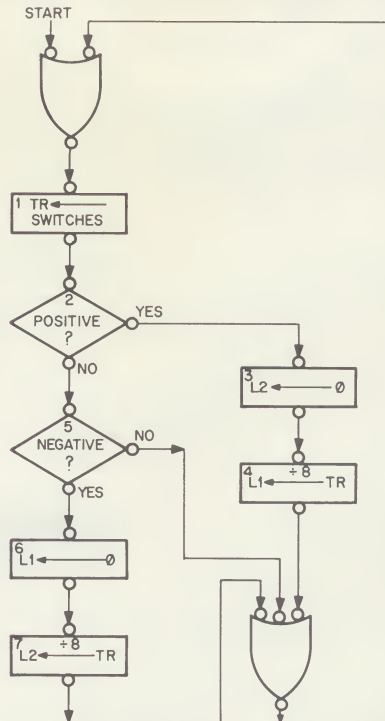 START
1 TR ←
SWITCHES
2
POSITIVE
?
YES
NO
3
L2 ← Ø
5
NEGATIVE
?
NO
YES
4 ÷8
L1 ← TR
6
L1 ← Ø
7 ÷8
L2 ← TR